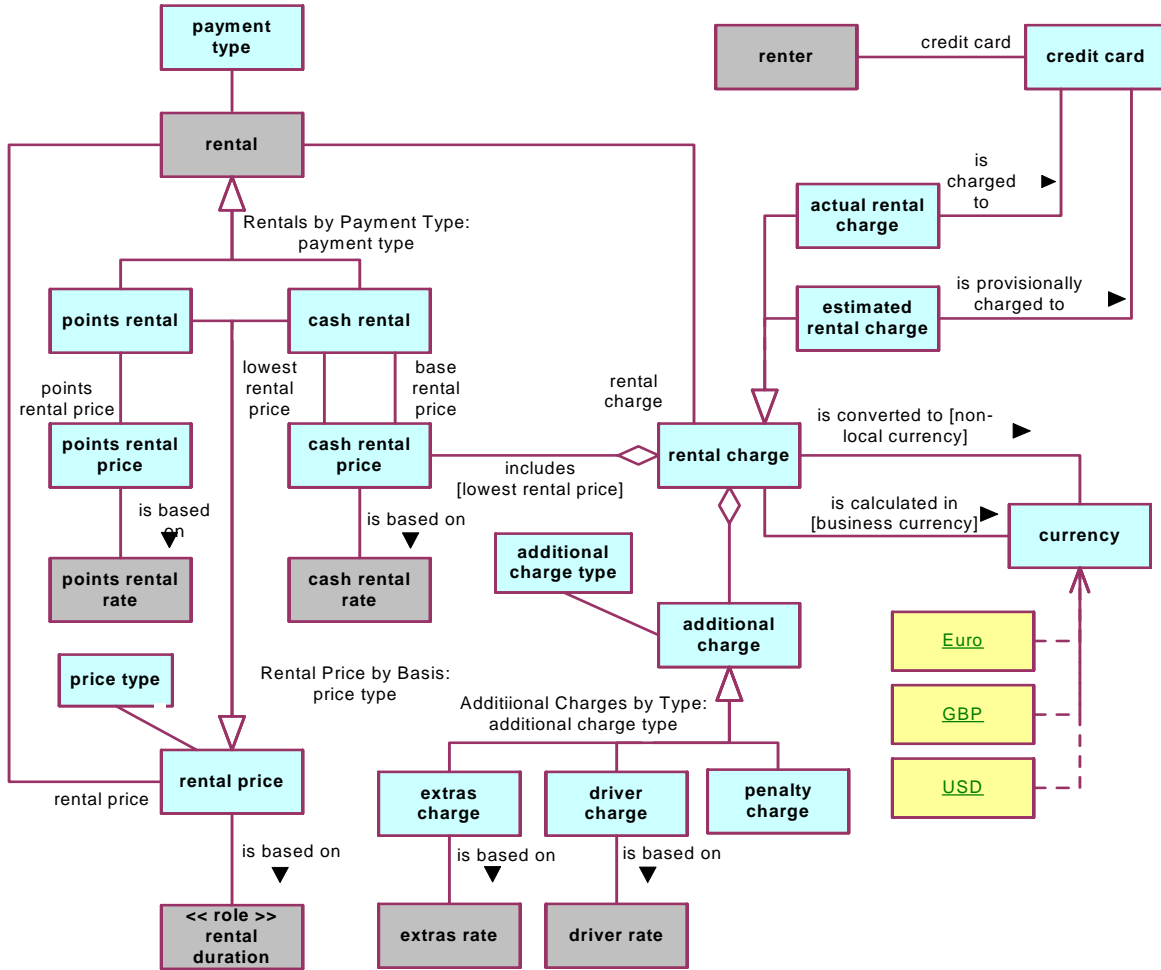 payment
type
renter
credit card
credit card
rental
is
charged
to
actual rental
charge
Rentals by Payment Type:
payment type
is provisionally
charged to
points rental
cash rental
estimated
rental charge
points
rental price
lowest
rental
price
base
rental
price
rental
charge
is converted to [non-
local currency]
points rental
price
cash rental
price
rental charge
includes
[lowest rental price]
is calculated in
[business currency]
is based
on
is based on
currency
points rental
rate
cash rental
rate
additional
charge type
additional
charge
Euro
price type
Rental Price by Basis:
price type
Additiional Charges by Type:
additional charge type
GBP
rental price
rental price
extras
charge
driver
charge
penalty
charge
USD
is based on
is based on
is based on
<< role >>
rental
duration
extras rate
driver rate